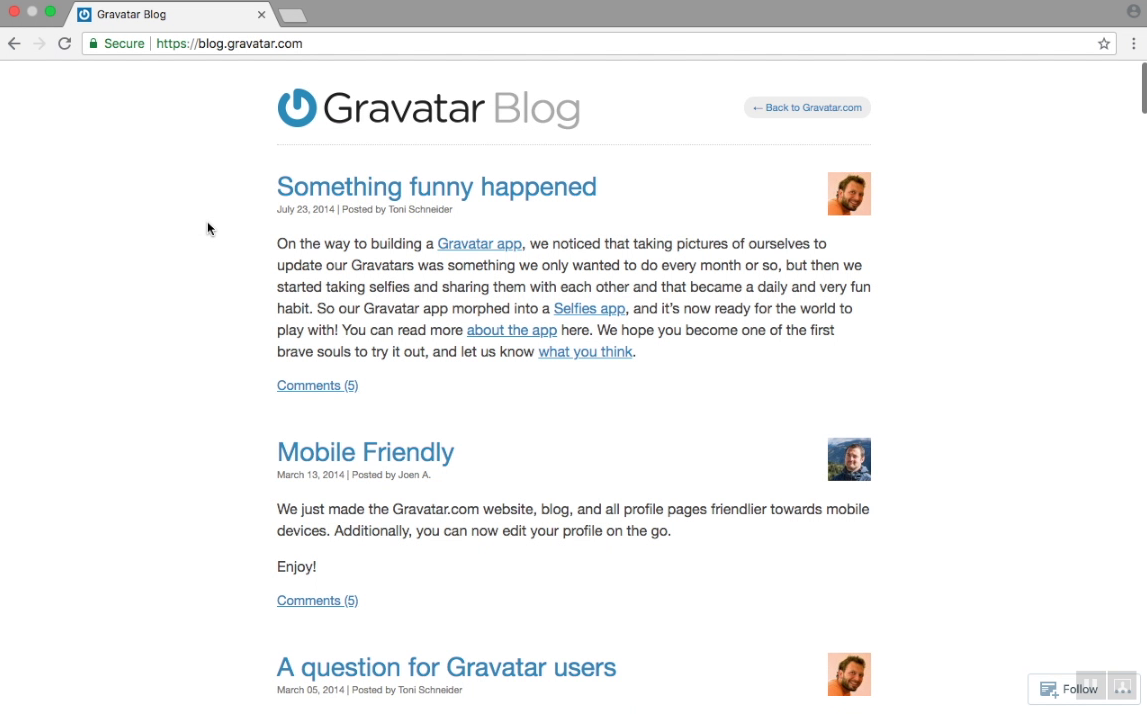 Gravatar Blog
Secure
https://blog.gravatar.com
Gravatar Blog
← Back to Gravatar.com
Something funny happened
July 23, 2014 | Posted by Toni Schneider
On the way to building a Gravatar app, we noticed that taking pictures of ourselves to
update our Gravatars was something we only wanted to do every month or so, but then we
started taking selfies and sharing them with each other and that became a daily and very fun
habit. So our Gravatar app morphed into a Selfies app, and it's now ready for the world to
play with! You can read more about the app here. We hope you become one of the first
brave souls to try it out, and let us know what you think.
Comments (5)
Mobile Friendly
March 13, 2014 | Posted by Joen A.
We just made the Gravatar.com website, blog, and all profile pages friendlier towards mobile
devices. Additionally, you can now edit your profile on the go.
Enjoy!
Comments (5)
A question for Gravatar users
March 05, 2014 | Posted by Toni Schneider
Follow